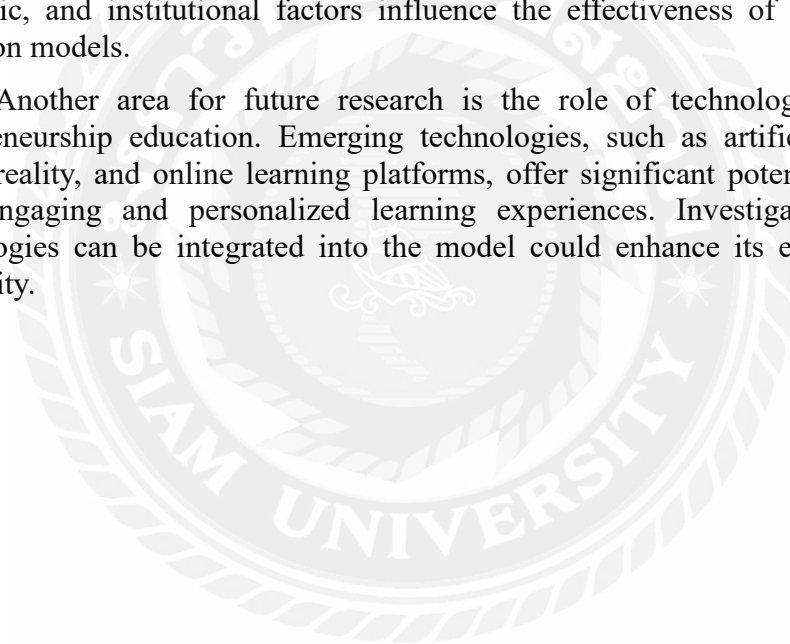 ic, and institutional factors influence the effectiveness of
on models.
Another area for future research is the role of technolog
eneurship education. Emerging technologies, such as artific
reality, and online learning platforms, offer significant poten
ngaging and personalized learning experiences. Investiga
ogies can be integrated into the model could enhance its e
ity.
SIAM UNIVERSITY